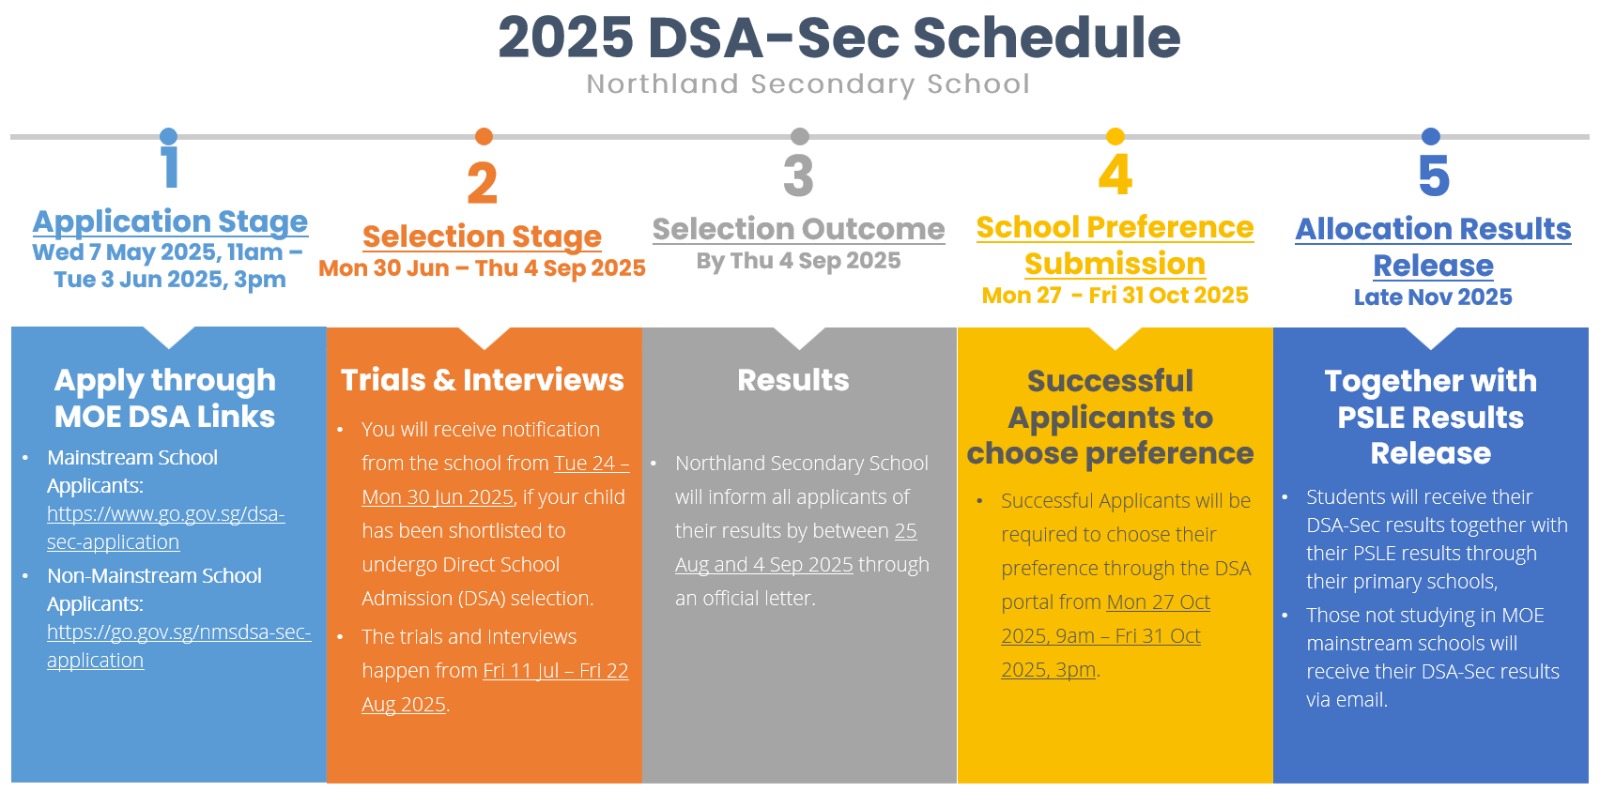 2025 DSA-Sec Schedule
Northland Secondary School
1
Application Stage
Wed 7 May 2025, 11am –
Tue 3 Jun 2025, 3pm
Apply through
MOE DSA Links
• Mainstream School
Applicants:
https://www.go.gov.sg/dsa-
sec-application
• Non-Mainstream School
Applicants:
https://go.gov.sg/nmsdsa-sec-
application
2
Selection Stage
Mon 30 Jun – Thu 4 Sep 2025
Trials & Interviews
• You will receive notification
from the school from Tue 24 –
Mon 30 Jun 2025, if your child
has been shortlisted to
undergo Direct School
Admission (DSA) selection.
• The trials and interviews
happen from Fri 11 Jul – Fri 22
Aug 2025.
3
Selection Outcome
By Thu 4 Sep 2025
Results
• Northland Secondary School
will inform all applicants of
their results by between 25
Aug and 4 Sep 2025 through
an official letter.
4
School Preference
Submission
Mon 27 - Fri 31 Oct 2025
Successful
Applicants to
choose preference
• Successful Applicants will be
required to choose their
preference through the DSA
portal from Mon 27 Oct
2025, 9am – Fri 31 Oct
2025, 3pm.
5
Allocation Results
Release
Late Nov 2025
Together with
PSLE Results
Release
• Students will receive their
DSA-Sec results together with
their PSLE results through
their primary schools,
• Those not studying in MOE
mainstream schools will
receive their DSA-Sec results
via email.